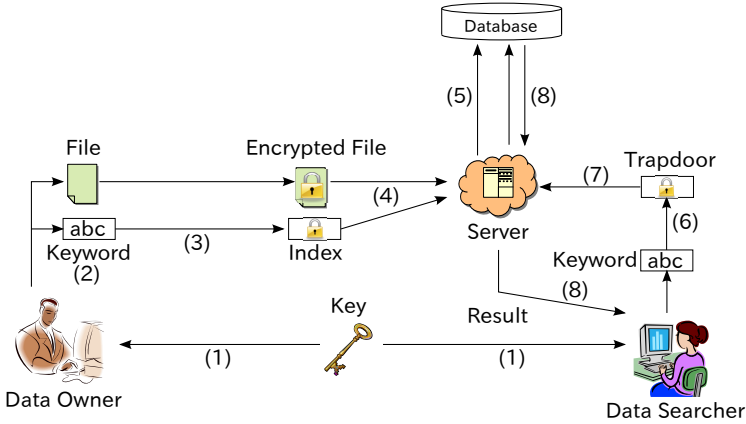 Database
(5)
(8)
File
Encrypted File
Trapdoor
(7)
(4)
abc
(3)
(6)
Keyword
Index
Server
(2)
Keyword
abc
(8)
Key
Result
(1)
(1)
Data Owner
Data Searcher